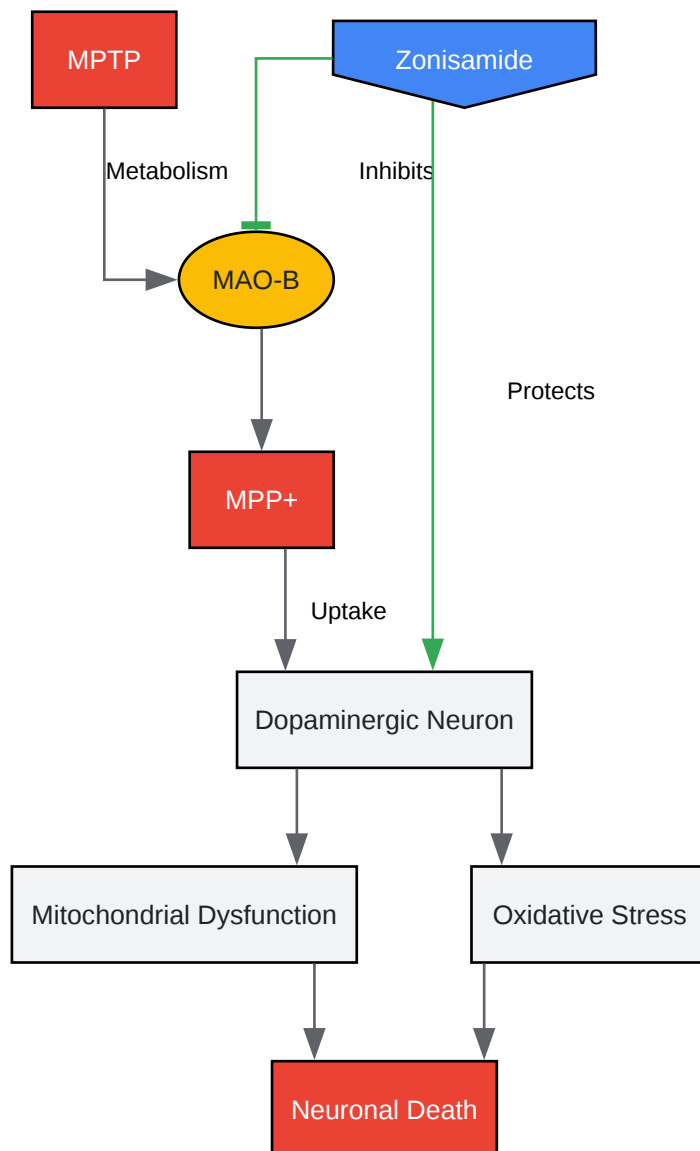 MPTP
Zonisamide
Metabolism
Inhibits
MAO-B
Protects
MPP+
Uptake
Dopaminergic Neuron
Mitochondrial Dysfunction
Oxidative Stress
Neuronal Death